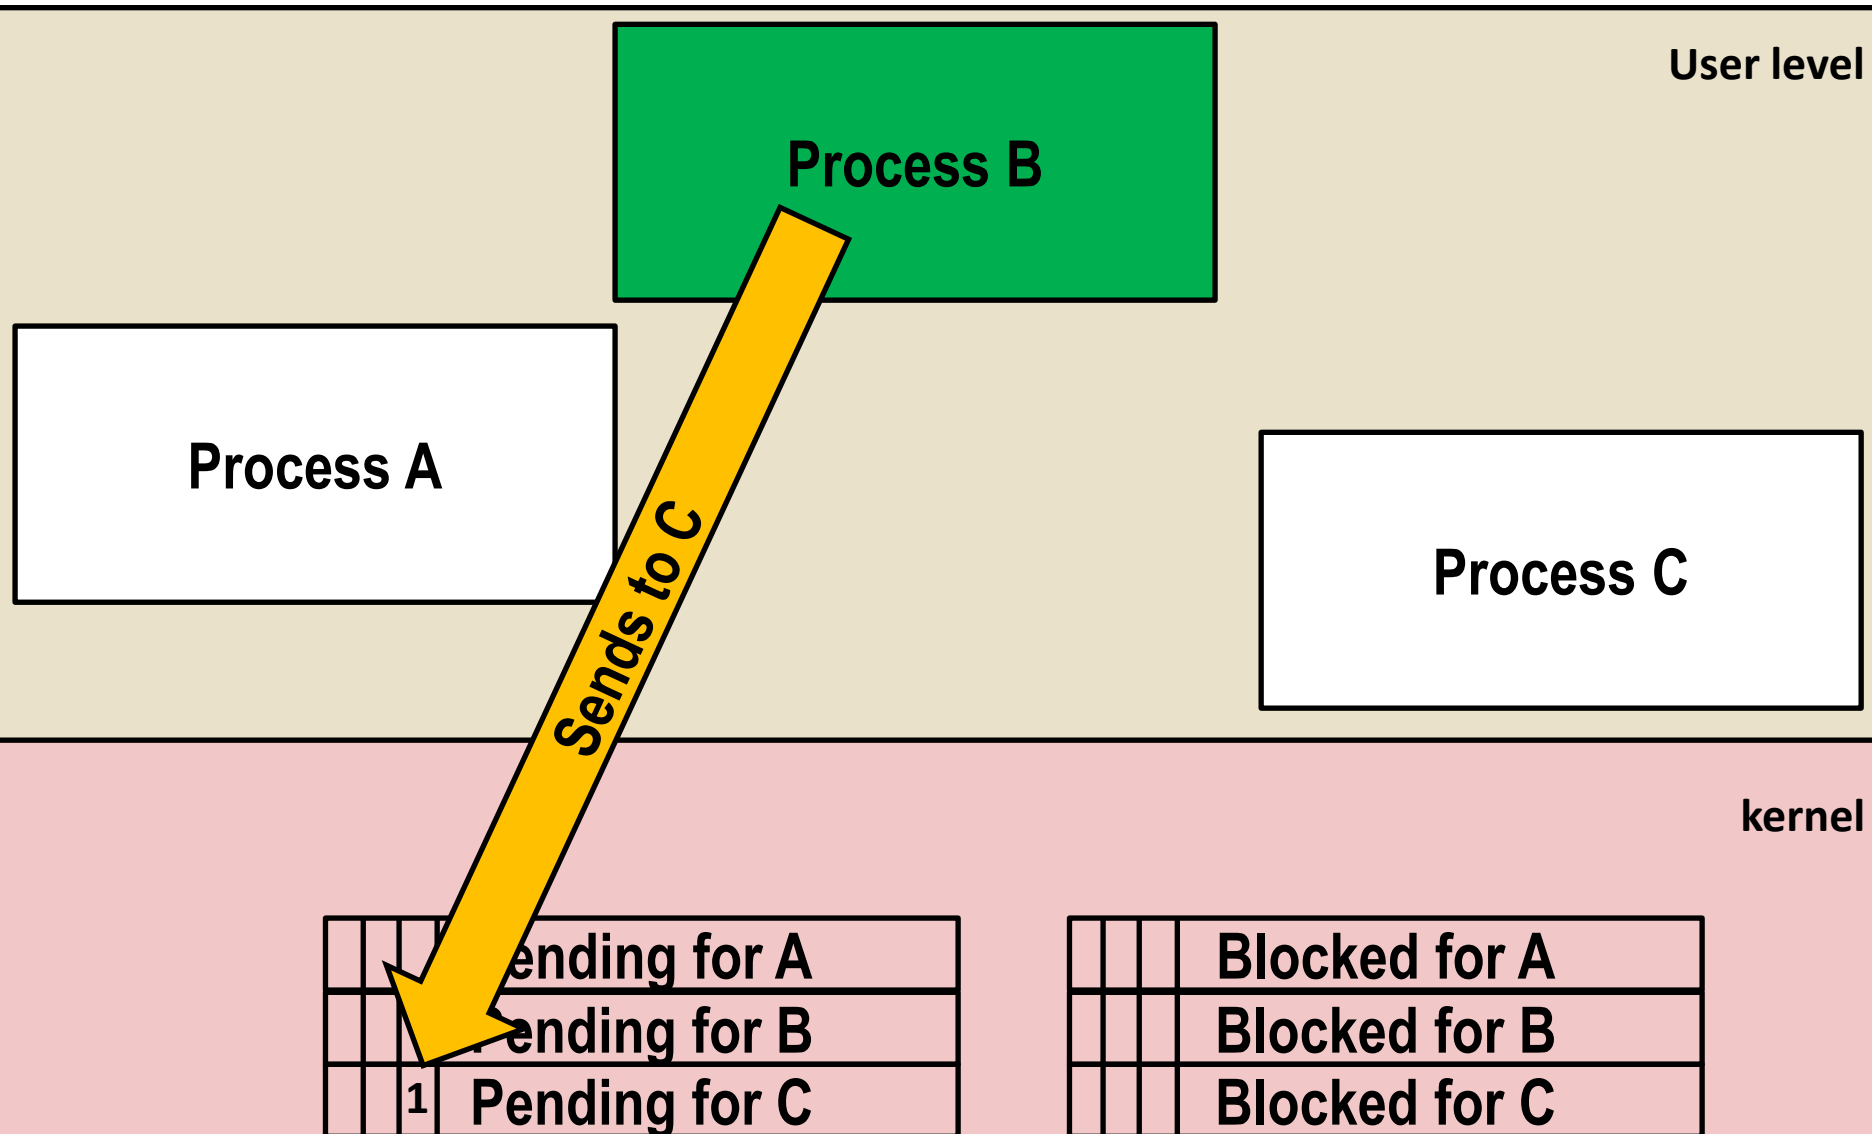 User level
Process B
Process A
Process C
Sends to C
kernel
ending for A
Pending for B
1 Pending for C
Blocked for A
Blocked for B
Blocked for C